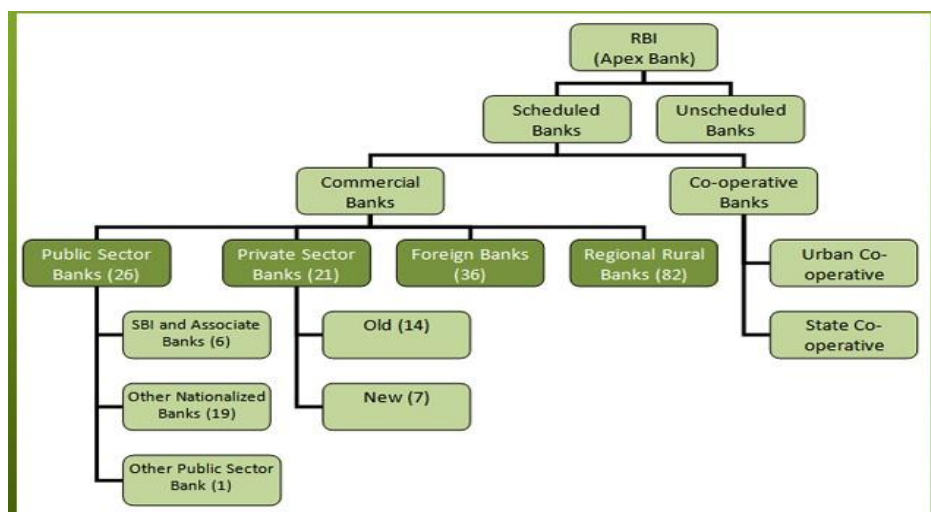 RBI
(Apex Bank)
Scheduled
Banks
Unscheduled
Banks
Commercial
Banks
Co-operative
Banks
Public Sector
Banks (26)
Private Sector
Banks (21)
Foreign Banks
(36)
Regional Rural
Banks (82)
Urban Co-
operative
SBI and Associate
Banks (6)
Old (14)
State Co-
operative
Other Nationalized
Banks (19)
New (7)
Other Public Sector
Bank (1)